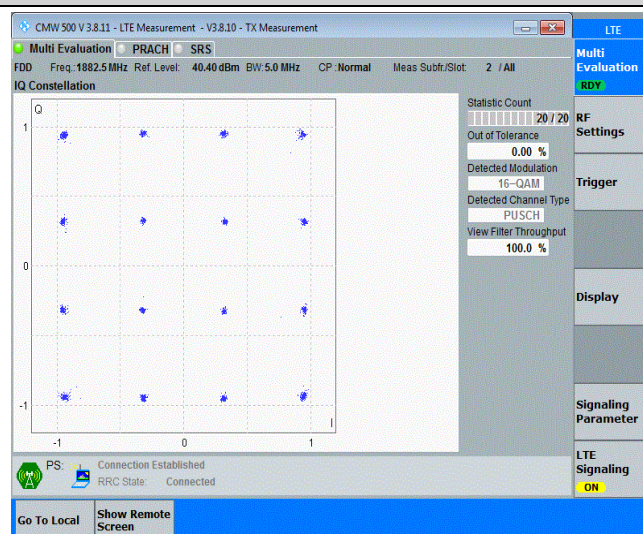 CMW 500 V 3.8.11 - LTE Measurement - V3.8.10 - TX Measurement
LTE
Multi Evaluation PRACH SRS
FDD Freq.:1882.5 MHz Ref. Level: 40.40 dBm BW:5.0 MHz CP :Normal Meas Subfr./Slot: 2 / All
IQ Constellation
Q
1
0
-1
I
-1 0 1
Statistic Count
20 / 20
Out of Tolerance
0.00 %
Detected Modulation
16-QAM
Detected Channel Type
PUSCH
View Filter Throughput
100.0 %
Multi
Evaluation
RDY
RF
Settings
Trigger
Display
Signaling
Parameter
LTE
Signaling
ON
PS: Connection Established
RRC State: Connected
Go To Local
Show Remote
Screen